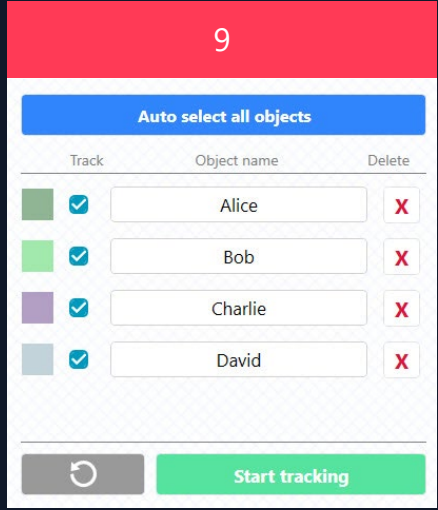 9
Auto select all objects
Track Object name Delete
Alice X
Bob X
Charlie X
David X
Start tracking